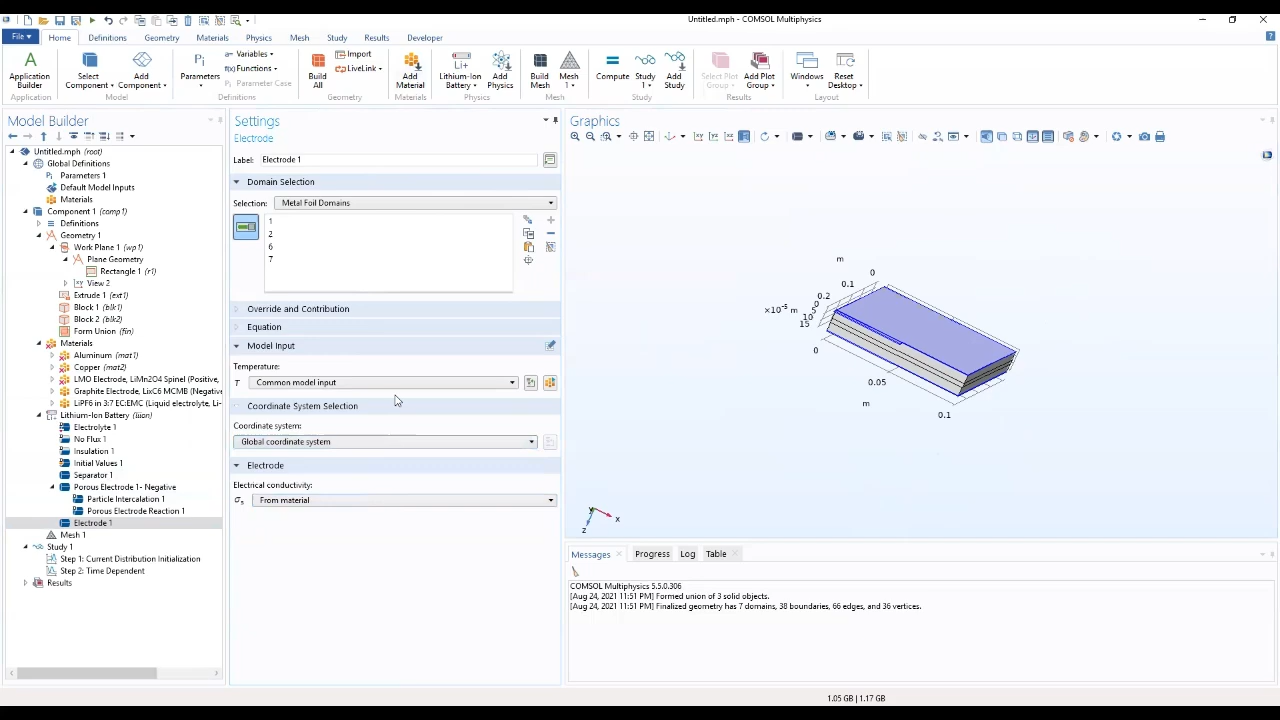 Untitled.mph - COMSOL Multiphysics
File
Home
Definitions
Geometry
Materials
Physics
Mesh
Study
Results
Developer
Application Builder
Application
Select Component
Add Component
Model
Parameters
a= Variables
f(x) Functions
Pi Parameter Case
Definitions
Build All
Import
LiveLink
Geometry
Add Material
Materials
Lithium-Ion Battery
Add Physics
Physics
Build Mesh
Mesh 1
Mesh
Compute
Study 1
Add Study
Study
Select Plot Group
Add Plot Group
Results
Windows
Reset Desktop
Layout
Model Builder
Untitled.mph (root)
Global Definitions
Pi Parameters 1
Default Model Inputs
Materials
Component 1 (comp1)
Definitions
Geometry 1
Work Plane 1 (wp1)
Plane Geometry
Rectangle 1 (r1)
View 2
Extrude 1 (ext1)
Block 1 (blk1)
Block 2 (blk2)
Form Union (fin)
Materials
Aluminum (mat1)
Copper (mat2)
LMO Electrode, LiMn2O4 Spinel (Positive,
Graphite Electrode, LixC6 MCMB (Negative
LiPF6 in 3:7 EC:EMC (Liquid electrolyte, Li-
Lithium-Ion Battery (liion)
Electrolyte 1
No Flux 1
Insulation 1
Initial Values 1
Separator 1
Porous Electrode 1- Negative
Particle Intercalation 1
Porous Electrode Reaction 1
Electrode 1
Mesh 1
Study 1
Step 1: Current Distribution Initialization
Step 2: Time Dependent
Results
Settings
Electrode
Label: Electrode 1
Domain Selection
Selection: Metal Foil Domains
1
2
6
7
Override and Contribution
Equation
Model Input
Temperature:
T Common model input
Coordinate System Selection
Coordinate system:
Global coordinate system
Electrode
Electrical conductivity:
σs From material
Graphics
m
0
0.1
0.2
0
×10⁻⁵ m
5
10
15
0
0.05
m
0.1
y
x
z
Messages
Progress
Log
Table
COMSOL Multiphysics 5.5.0.306
[Aug 24, 2021 11:51 PM] Formed union of 3 solid objects.
[Aug 24, 2021 11:51 PM] Finalized geometry has 7 domains, 38 boundaries, 66 edges, and 36 vertices.
1.05 GB | 1.17 GB